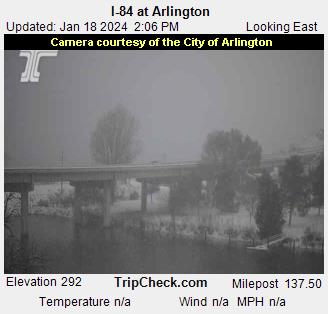 I-84 at Arlington
Updated: Jan 18 2024 2:06 PM Looking East
Camera courtesy of the City of Arlington
Elevation 292 TripCheck.com Milepost 137.50
Temperature n/a Wind n/a MPH n/a